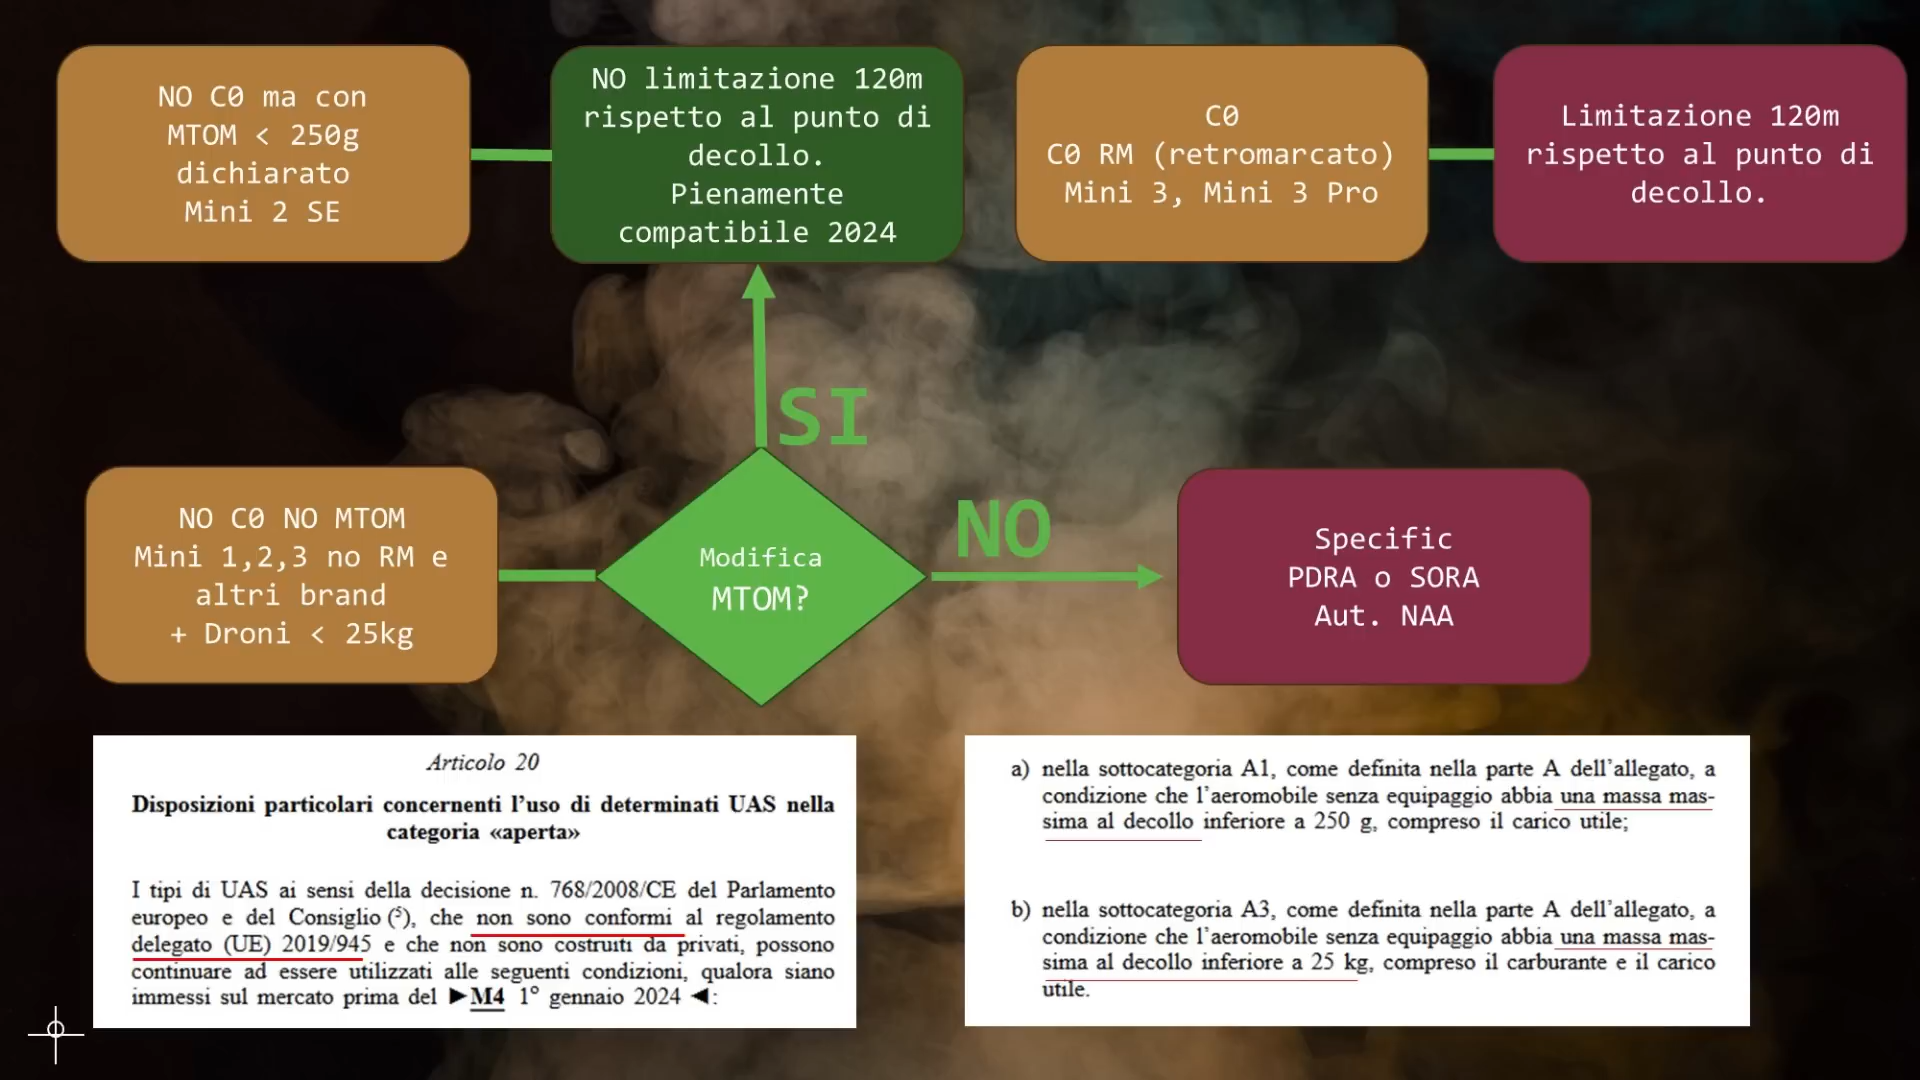 NO C0 ma con
MTOM < 250g
dichiarato
Mini 2 SE
NO limitazione 120m
rispetto al punto di
decollo.
Pienamente
compatibile 2024
C0
C0 RM (retromarcato)
Mini 3, Mini 3 Pro
Limitazione 120m
rispetto al punto di
decollo.
SI
NO C0 NO MTOM
Mini 1,2,3 no RM e
altri brand
+ Droni < 25kg
Modifica
MTOM?
NO
Specific
PDRA o SORA
Aut. NAA
Articolo 20
Disposizioni particolari concernenti l'uso di determinati UAS nella
categoria «aperta»
I tipi di UAS ai sensi della decisione n. 768/2008/CE del Parlamento
europeo e del Consiglio (⁵), che non sono conformi al regolamento
delegato (UE) 2019/945 e che non sono costruiti da privati, possono
continuare ad essere utilizzati alle seguenti condizioni, qualora siano
immessi sul mercato prima del ►M4 1° gennaio 2024 ◄:
a) nella sottocategoria A1, come definita nella parte A dell'allegato, a
condizione che l'aeromobile senza equipaggio abbia una massa mas-
sima al decollo inferiore a 250 g, compreso il carico utile;
b) nella sottocategoria A3, come definita nella parte A dell'allegato, a
condizione che l'aeromobile senza equipaggio abbia una massa mas-
sima al decollo inferiore a 25 kg, compreso il carburante e il carico
utile.